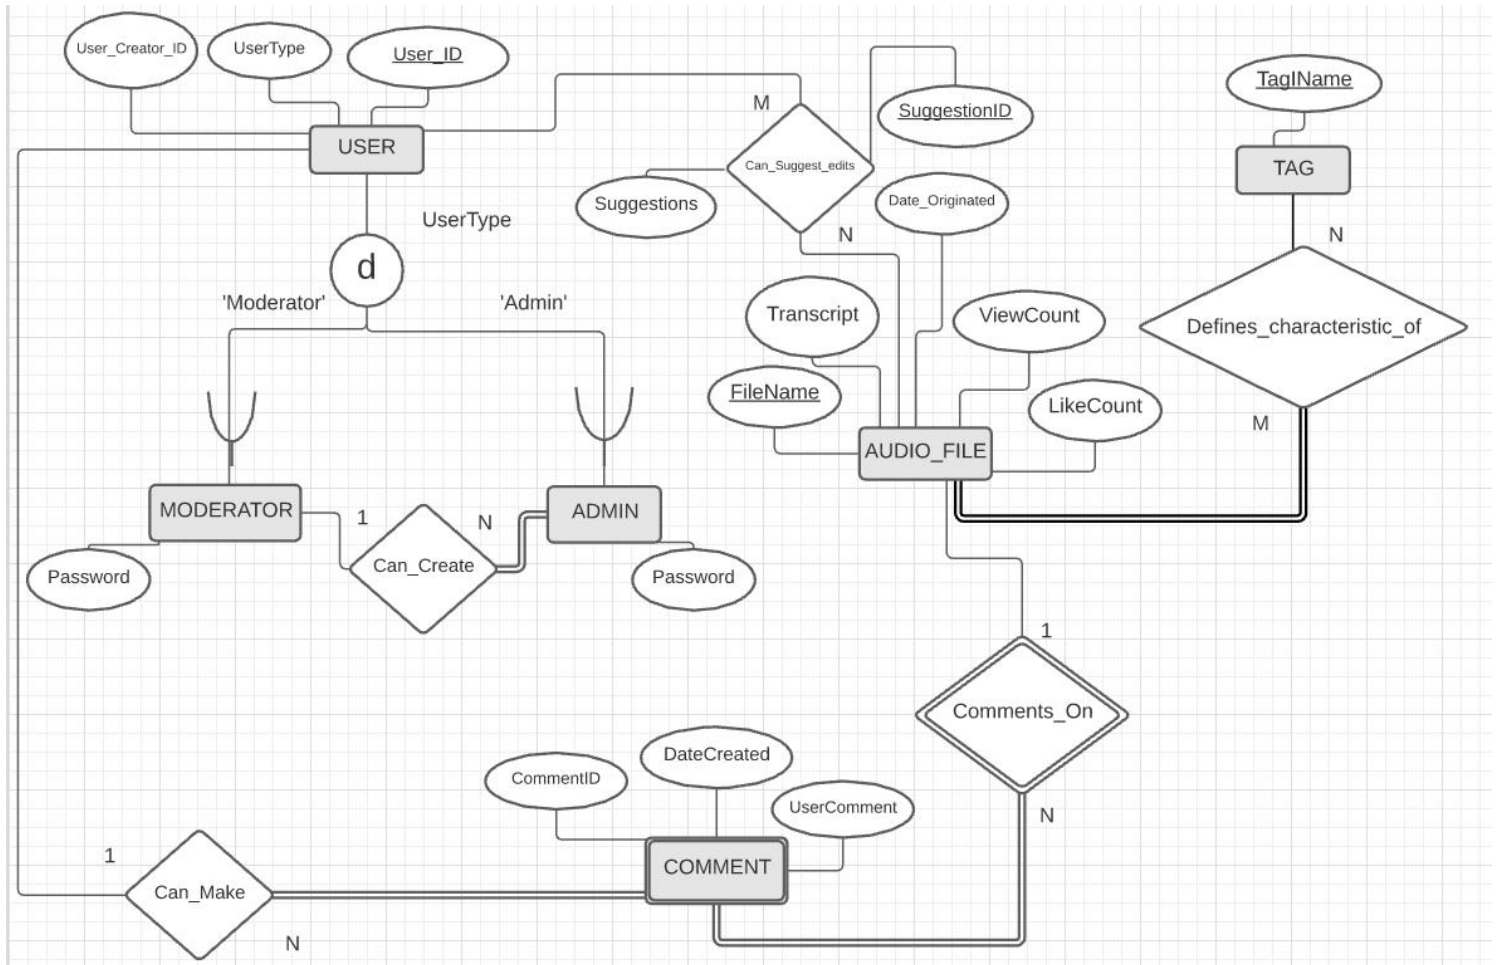 User_Creator_ID
UserType
User_ID
USER
M
SuggestionID
Can_Suggest_edits
Suggestions
Date_Originated
N
TagIName
TAG
N
Defines_characteristic_of
M
UserType
d
'Moderator'
'Admin'
Transcript
ViewCount
FileName
LikeCount
AUDIO_FILE
MODERATOR
1
Can_Create
N
ADMIN
Password
Password
1
Comments_On
N
CommentID
DateCreated
UserComment
COMMENT
1
Can_Make
N